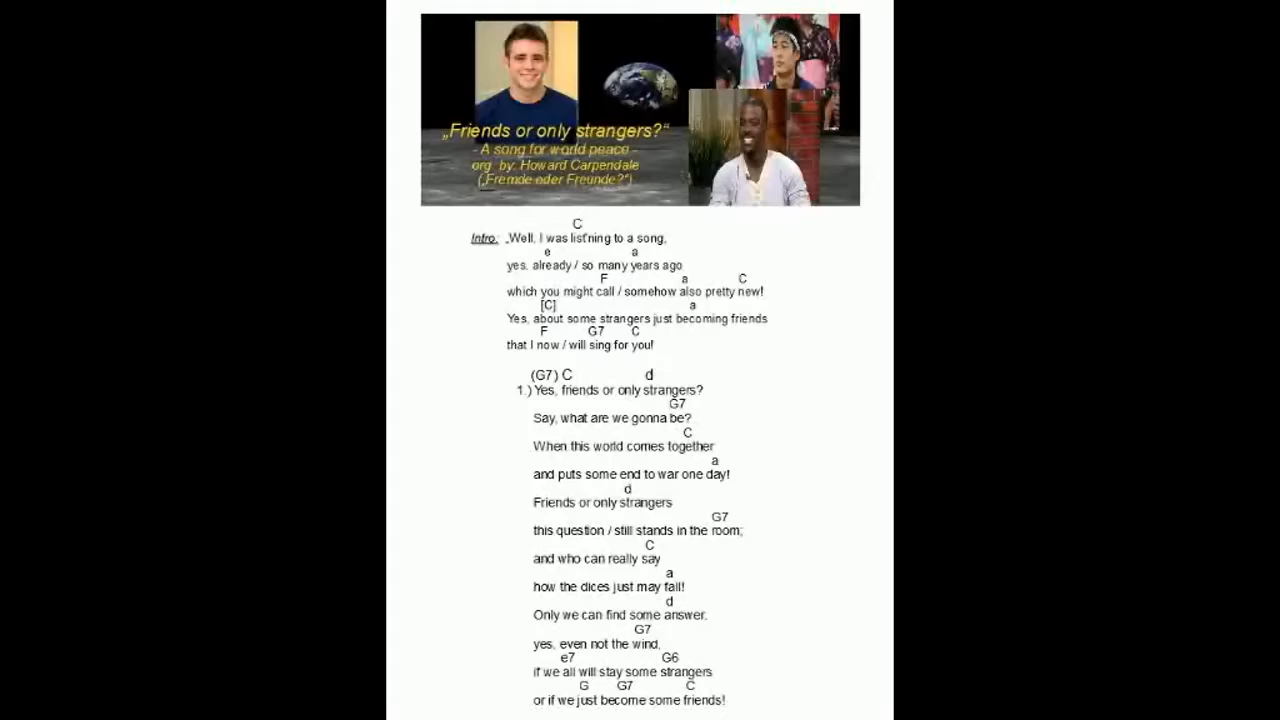 „Friends or only strangers?“
- A song for world peace -
org. by: Howard Carpendale
(„Fremde oder Freunde?“)
C
Intro: „Well, I was list'ning to a song,
e a
yes, already / so many years ago
F a C
which you might call / somehow also pretty new!
[C] a
Yes, about some strangers just becoming friends
F G7 C
that I now / will sing for you!
(G7) C d
1.) Yes, friends or only strangers?
G7
Say, what are we gonna be?
C
When this world comes together
a
and puts some end to war one day!
d
Friends or only strangers
G7
this question / still stands in the room;
C
and who can really say
a
how the dices just may fall!
d
Only we can find some answer,
G7
yes, even not the wind,
e7 G6
if we all will stay some strangers
G G7 C
or if we just become some friends!